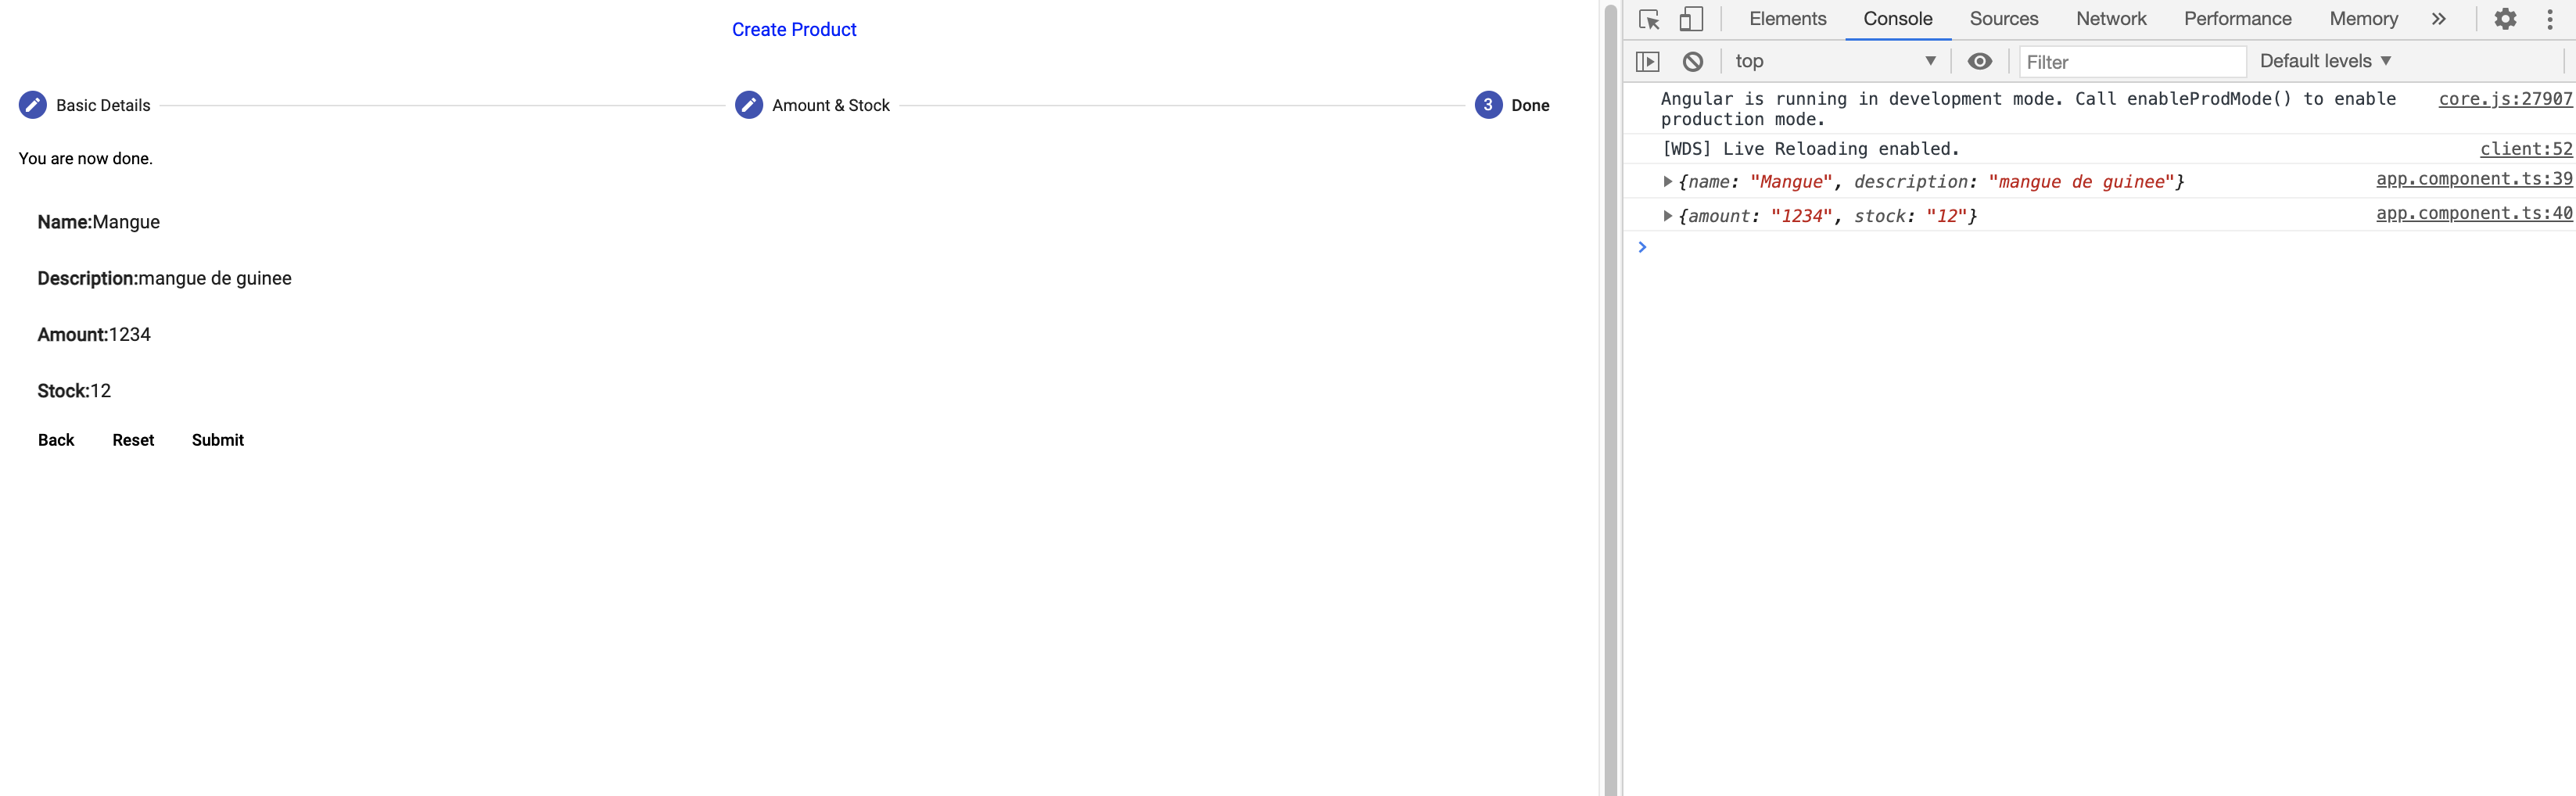 Create Product
Basic Details
Amount & Stock
3 Done
You are now done.
Name:Mangue
Description:mangue de guinee
Amount:1234
Stock:12
Back Reset Submit
Elements Console Sources Network Performance Memory »
top ▼ Filter Default levels ▼
Angular is running in development mode. Call enableProdMode() to enable core.js:27907
production mode.
[WDS] Live Reloading enabled. client:52
{name: "Mangue", description: "mangue de guinee"} app.component.ts:39
{amount: "1234", stock: "12"} app.component.ts:40
>